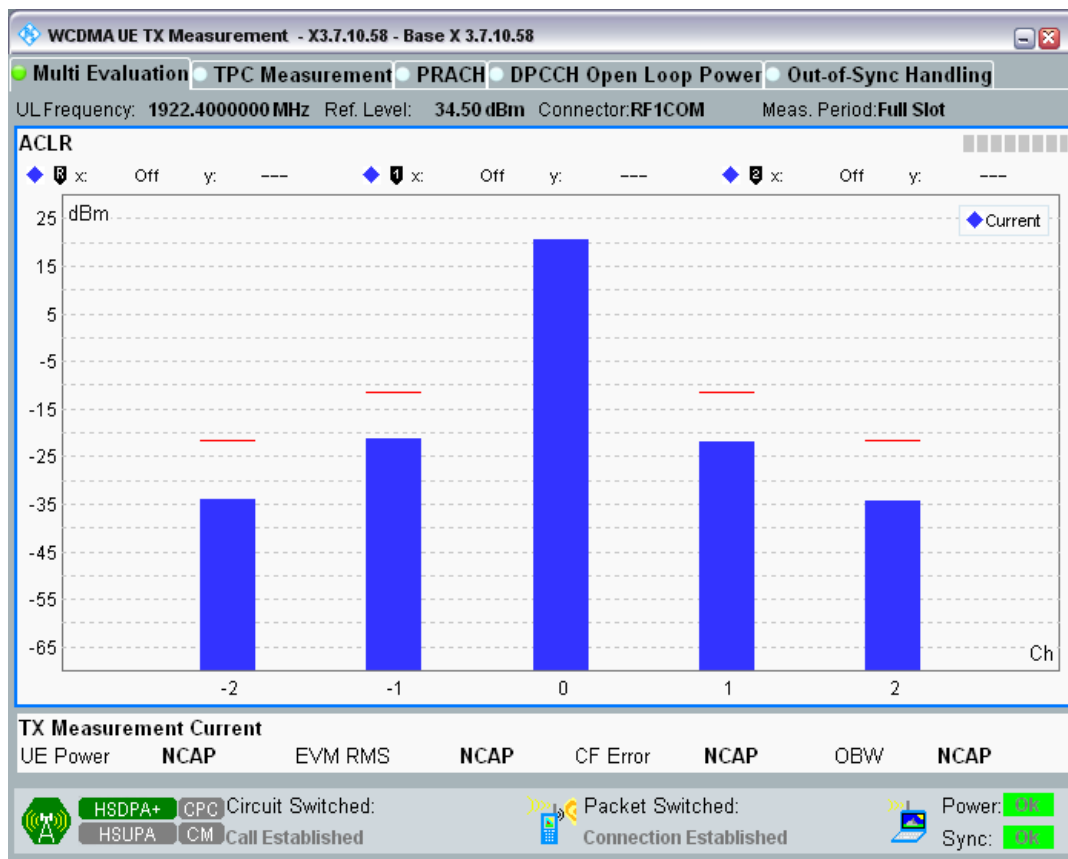 WCDMA UE TX Measurement - X3.7.10.58 - Base X 3.7.10.58
Multi Evaluation TPC Measurement PRACH DPCCH Open Loop Power Out-of-Sync Handling
UL Frequency: 1922.4000000 MHz Ref. Level: 34.50 dBm Connector: RF1COM Meas. Period: Full Slot
ACLR
R x: Off y: --- 1 x: Off y: --- 2 x: Off y: ---
dBm
Current
25
15
5
-5
-15
-25
-35
-45
-55
-65
Ch
-2 -1 0 1 2
TX Measurement Current
UE Power NCAP EVM RMS NCAP CF Error NCAP OBW NCAP
HSDPA+ CPC Circuit Switched: Packet Switched: Power: OK
HSUPA CM Call Established Connection Established Sync: OK